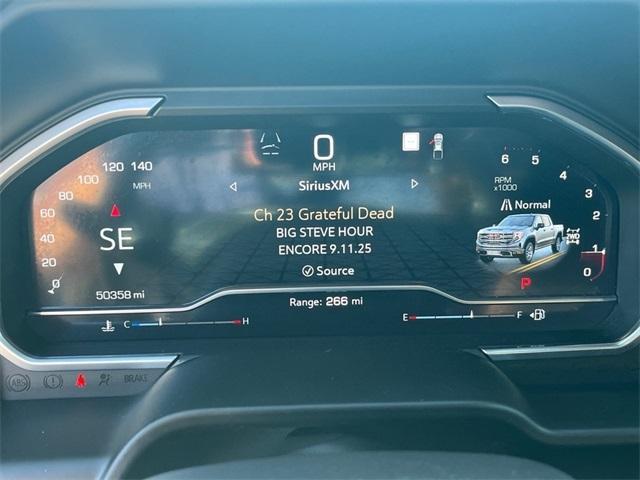 0
MPH
SiriusXM
Ch 23 Grateful Dead
BIG STEVE HOUR
ENCORE 9.11.25
Source
Range: 266 mi
0
20
40
60
80
100
120
140
MPH
SE
50358 mi
C H
RPM
x1000
6
5
4
3
2
1
0
Normal
2WD
P
E F
ABS
BRAKE